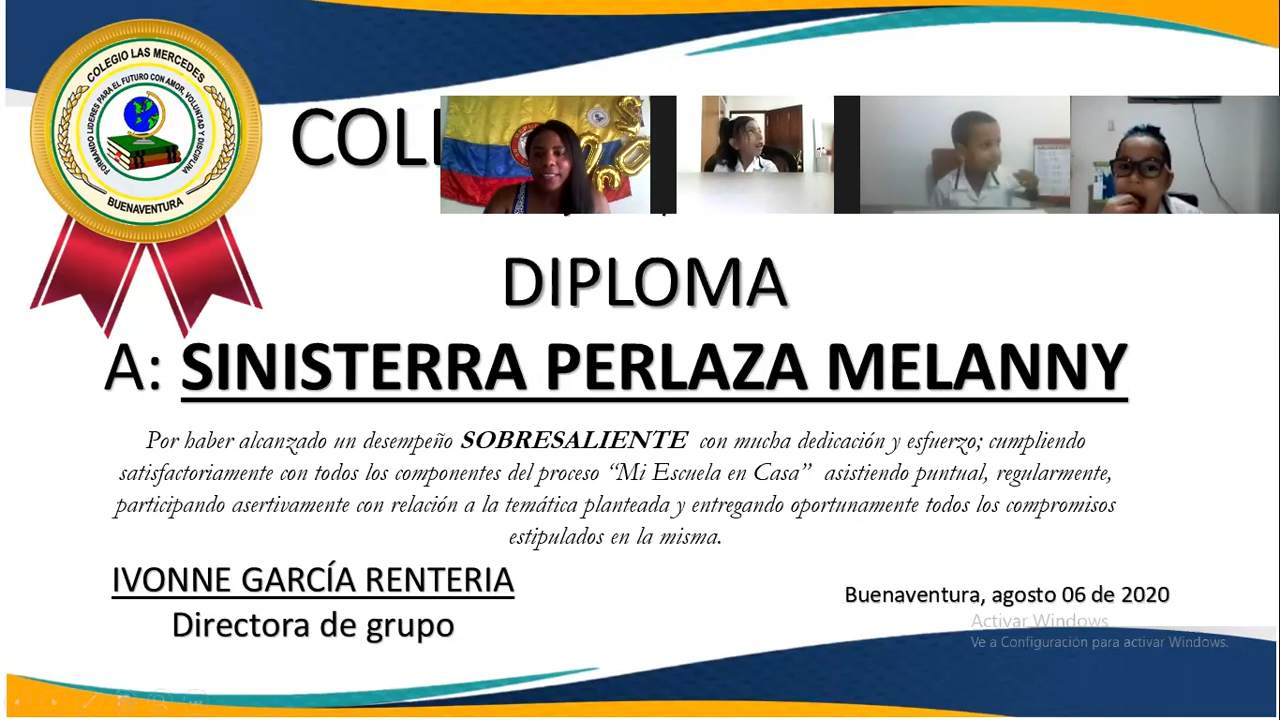 COLEGIO LAS MERCEDES
FORMANDO LIDERES PARA EL FUTURO CON AMOR, VOLUNTAD Y DISCIPLINA
BUENAVENTURA
DIPLOMA
A: SINISTERRA PERLAZA MELANNY
Por haber alcanzado un desempeño SOBRESALIENTE con mucha dedicación y esfuerzo; cumpliendo
satisfactoriamente con todos los componentes del proceso “Mi Escuela en Casa” asistiendo puntual, regularmente,
participando asertivamente con relación a la temática planteada y entregando oportunamente todos los compromisos
estipulados en la misma.
IVONNE GARCÍA RENTERIA
Directora de grupo
Buenaventura, agosto 06 de 2020
Activar Windows
Ve a Configuración para activar Windows.